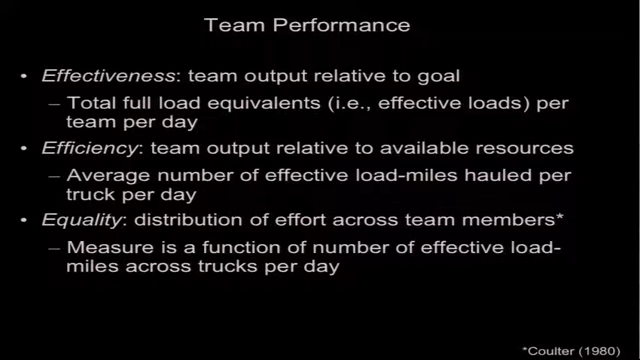 Team Performance
• Effectiveness: team output relative to goal
– Total full load equivalents (i.e., effective loads) per
team per day
• Efficiency: team output relative to available resources
– Average number of effective load-miles hauled per
truck per day
• Equality: distribution of effort across team members*
– Measure is a function of number of effective load-
miles across trucks per day
*Coulter (1980)